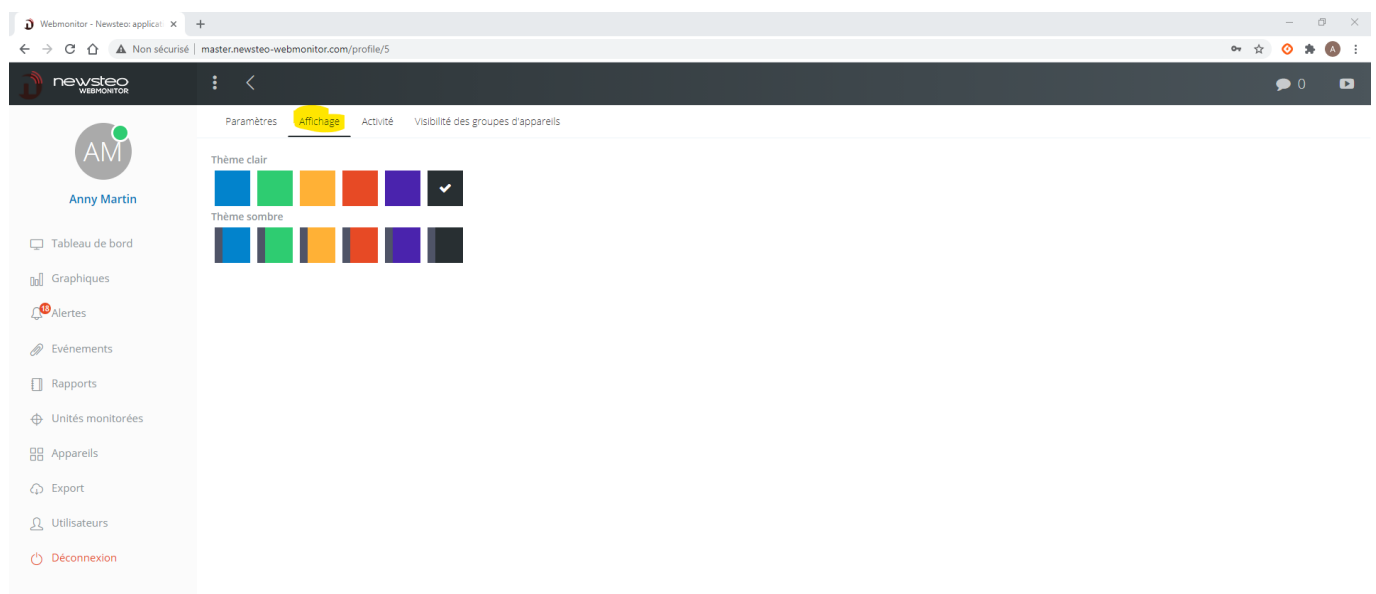 Webmonitor - Newsteo: applicati
Non sécurisé
master.newsteo-webmonitor.com/profile/5
A
newsteo
WEBMONITOR
0
Paramètres
Affichage
Activité
Visibilité des groupes d'appareils
AM
Anny Martin
Thème clair
Thème sombre
Tableau de bord
Graphiques
18
Alertes
Evénements
Rapports
Unités monitorées
Appareils
Export
Utilisateurs
Déconnexion